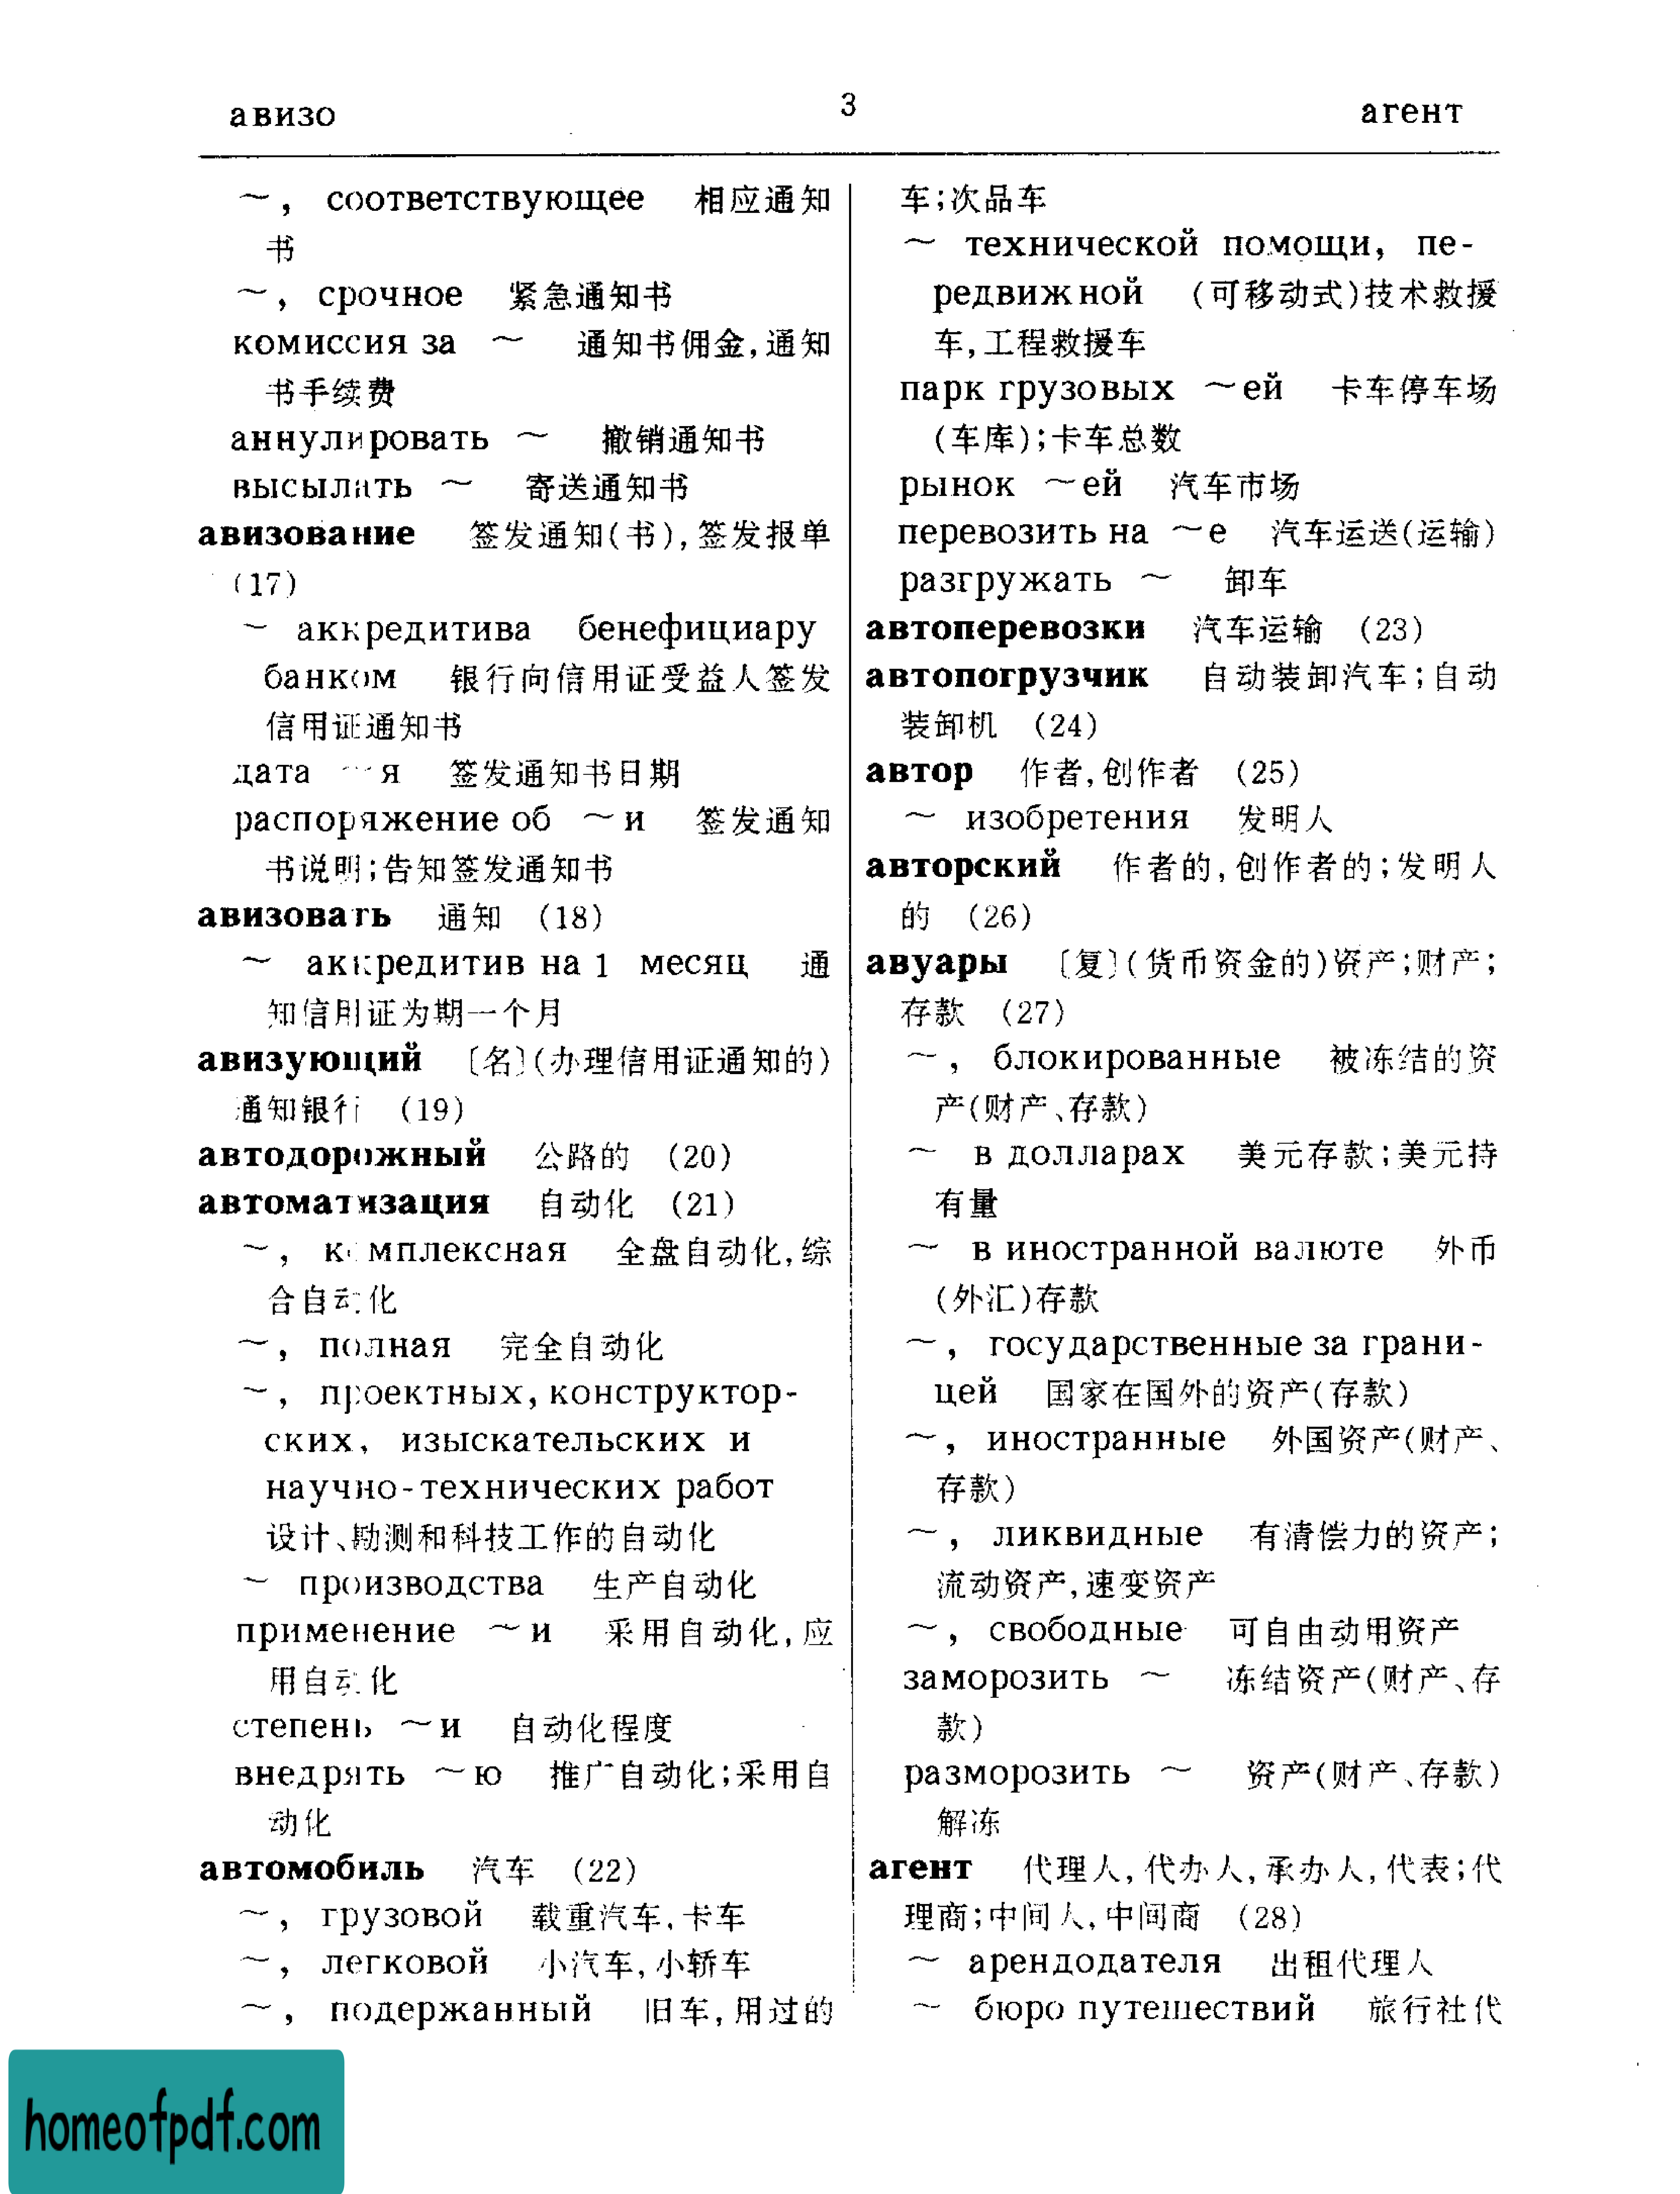 авизо 3 агент
～, соответствующее 相应通知
书
～, срочное 紧急通知书
комиссия за ～ 通知书佣金,通知
书手续费
аннулировать ～ 撤销通知书
высылать ～ 寄送通知书
авизование 签发通知(书),签发报单
(17)
～ аккредитива бенефициару
банком 银行向信用证受益人签发
信用证通知书
дата ～я 签发通知书日期
распоряжение об ～и 签发通知
书说明;告知签发通知书
авизовать 通知 (18)
～ аккредитив на 1 месяц 通
知信用证为期一个月
авизующий 〔名〕(办理信用证通知的)
通知银行 (19)
автодорожный 公路的 (20)
автоматизация 自动化 (21)
～, комплексная 全盘自动化,综
合自动化
～, полная 完全自动化
～, проектных, конструктор-
ских, изыскательских и
научно-технических работ
设计、勘测和科技工作的自动化
～ производства 生产自动化
применение ～и 采用自动化,应
用自动化
степень ～и 自动化程度
внедрять ～ю 推广自动化;采用自
动化
автомобиль 汽车 (22)
～, грузовой 载重汽车,卡车
～, легковой 小汽车,小轿车
～, подержанный 旧车,用过的
车;次品车
～ технической помощи, пе-
редвижной (可移动式)技术救援
车,工程救援车
парк грузовых ～ей 卡车停车场
(车库);卡车总数
рынок ～ей 汽车市场
перевозить на ～е 汽车运送(运输)
разгружать ～ 卸车
автоперевозки 汽车运输 (23)
автопогрузчик 自动装卸汽车;自动
装卸机 (24)
автор 作者,创作者 (25)
～ изобретения 发明人
авторский 作者的,创作者的;发明人
的 (26)
авуары 〔复〕(货币资金的)资产;财产;
存款 (27)
～, блокированные 被冻结的资
产(财产、存款)
～ в долларах 美元存款;美元持
有量
～ в иностранной валюте 外币
(外汇)存款
～, государственные за грани-
цей 国家在国外的资产(存款)
～, иностранные 外国资产(财产、
存款)
～, ликвидные 有清偿力的资产;
流动资产,速变资产
～, свободные 可自由动用资产
заморозить ～ 冻结资产(财产、存
款)
разморозить ～ 资产(财产、存款)
解冻
агент 代理人,代办人,承办人,代表;代
理商;中间人,中间商 (28)
～ арендодателя 出租代理人
～ бюро путешествий 旅行社代
homeofpdf.com